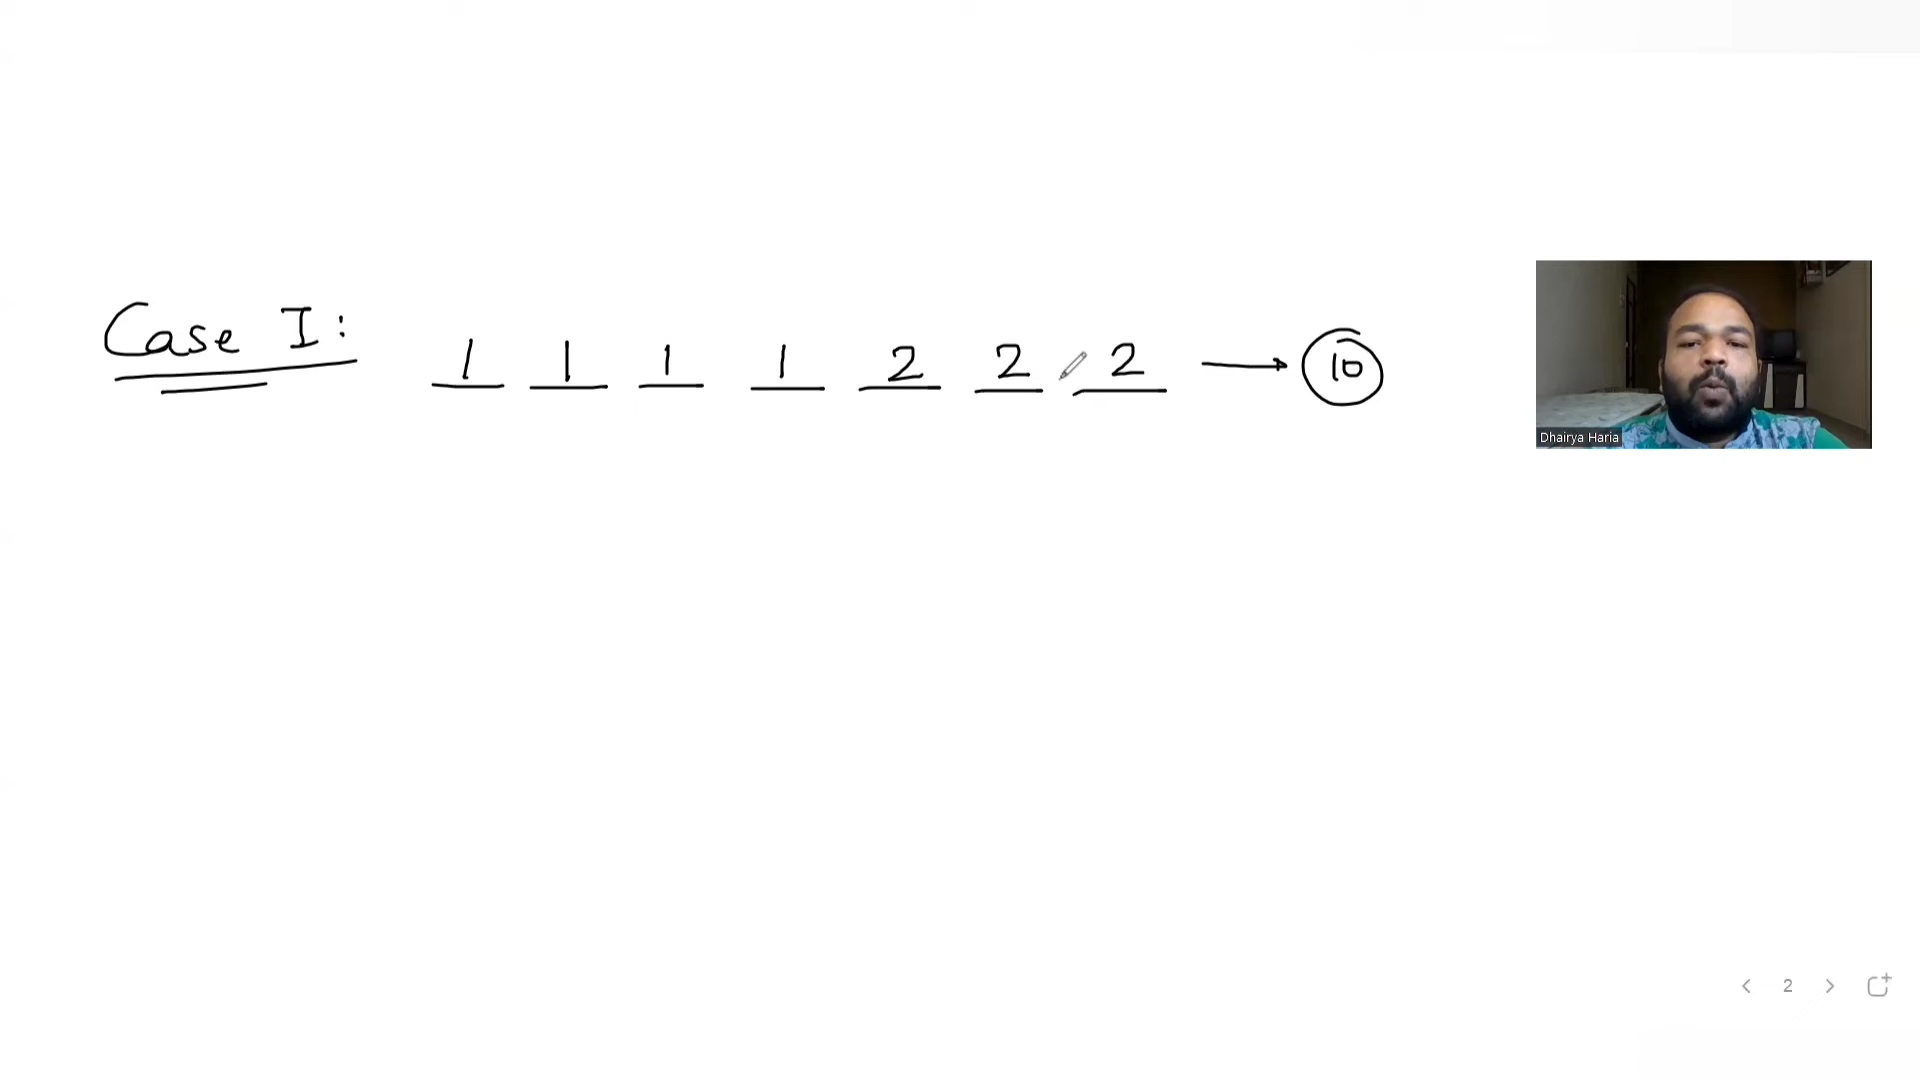 Case I: 1 1 1 1 2 2 2 → 10
Dhairya Haria
< 2 >